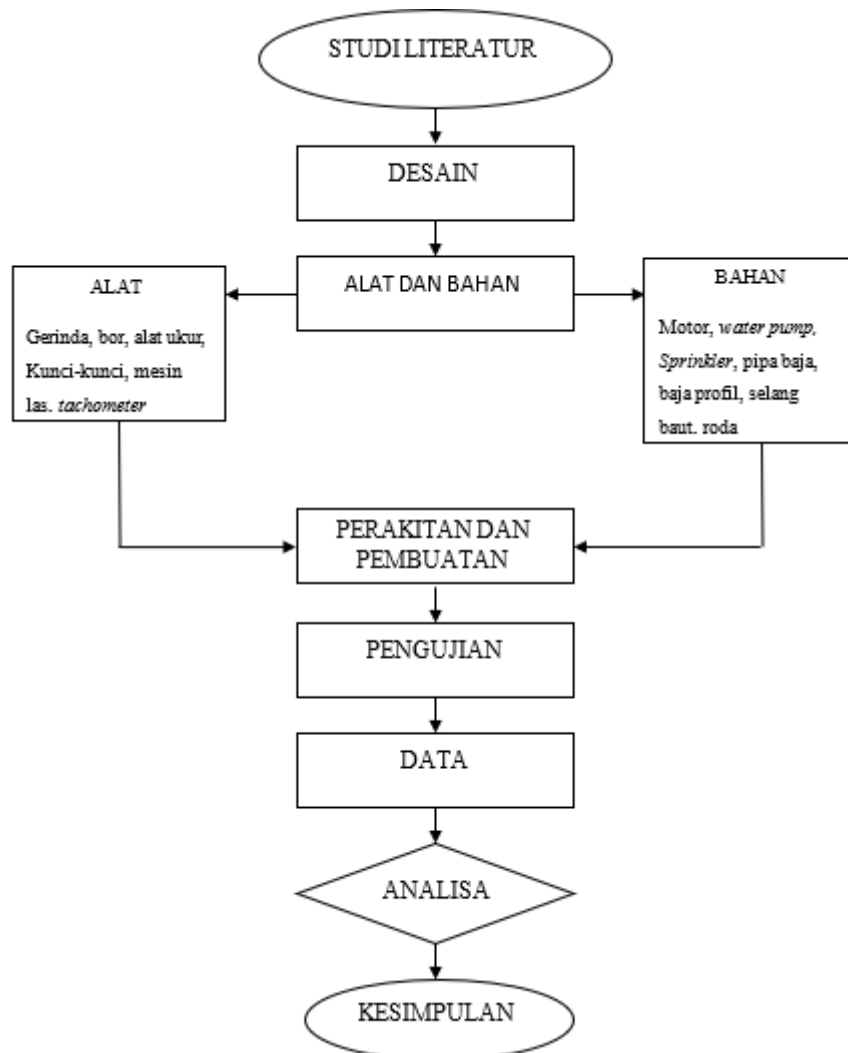 STUDI LITERATUR
DESAIN
ALAT DAN BAHAN
ALAT
Gerinda, bor, alat ukur,
Kunci-kunci, mesin
las. tachometer
BAHAN
Motor, water pump,
Sprinkler, pipa baja,
baja profil, selang
baut. roda
PERAKITAN DAN
PEMBUATAN
PENGUJIAN
DATA
ANALISA
KESIMPULAN